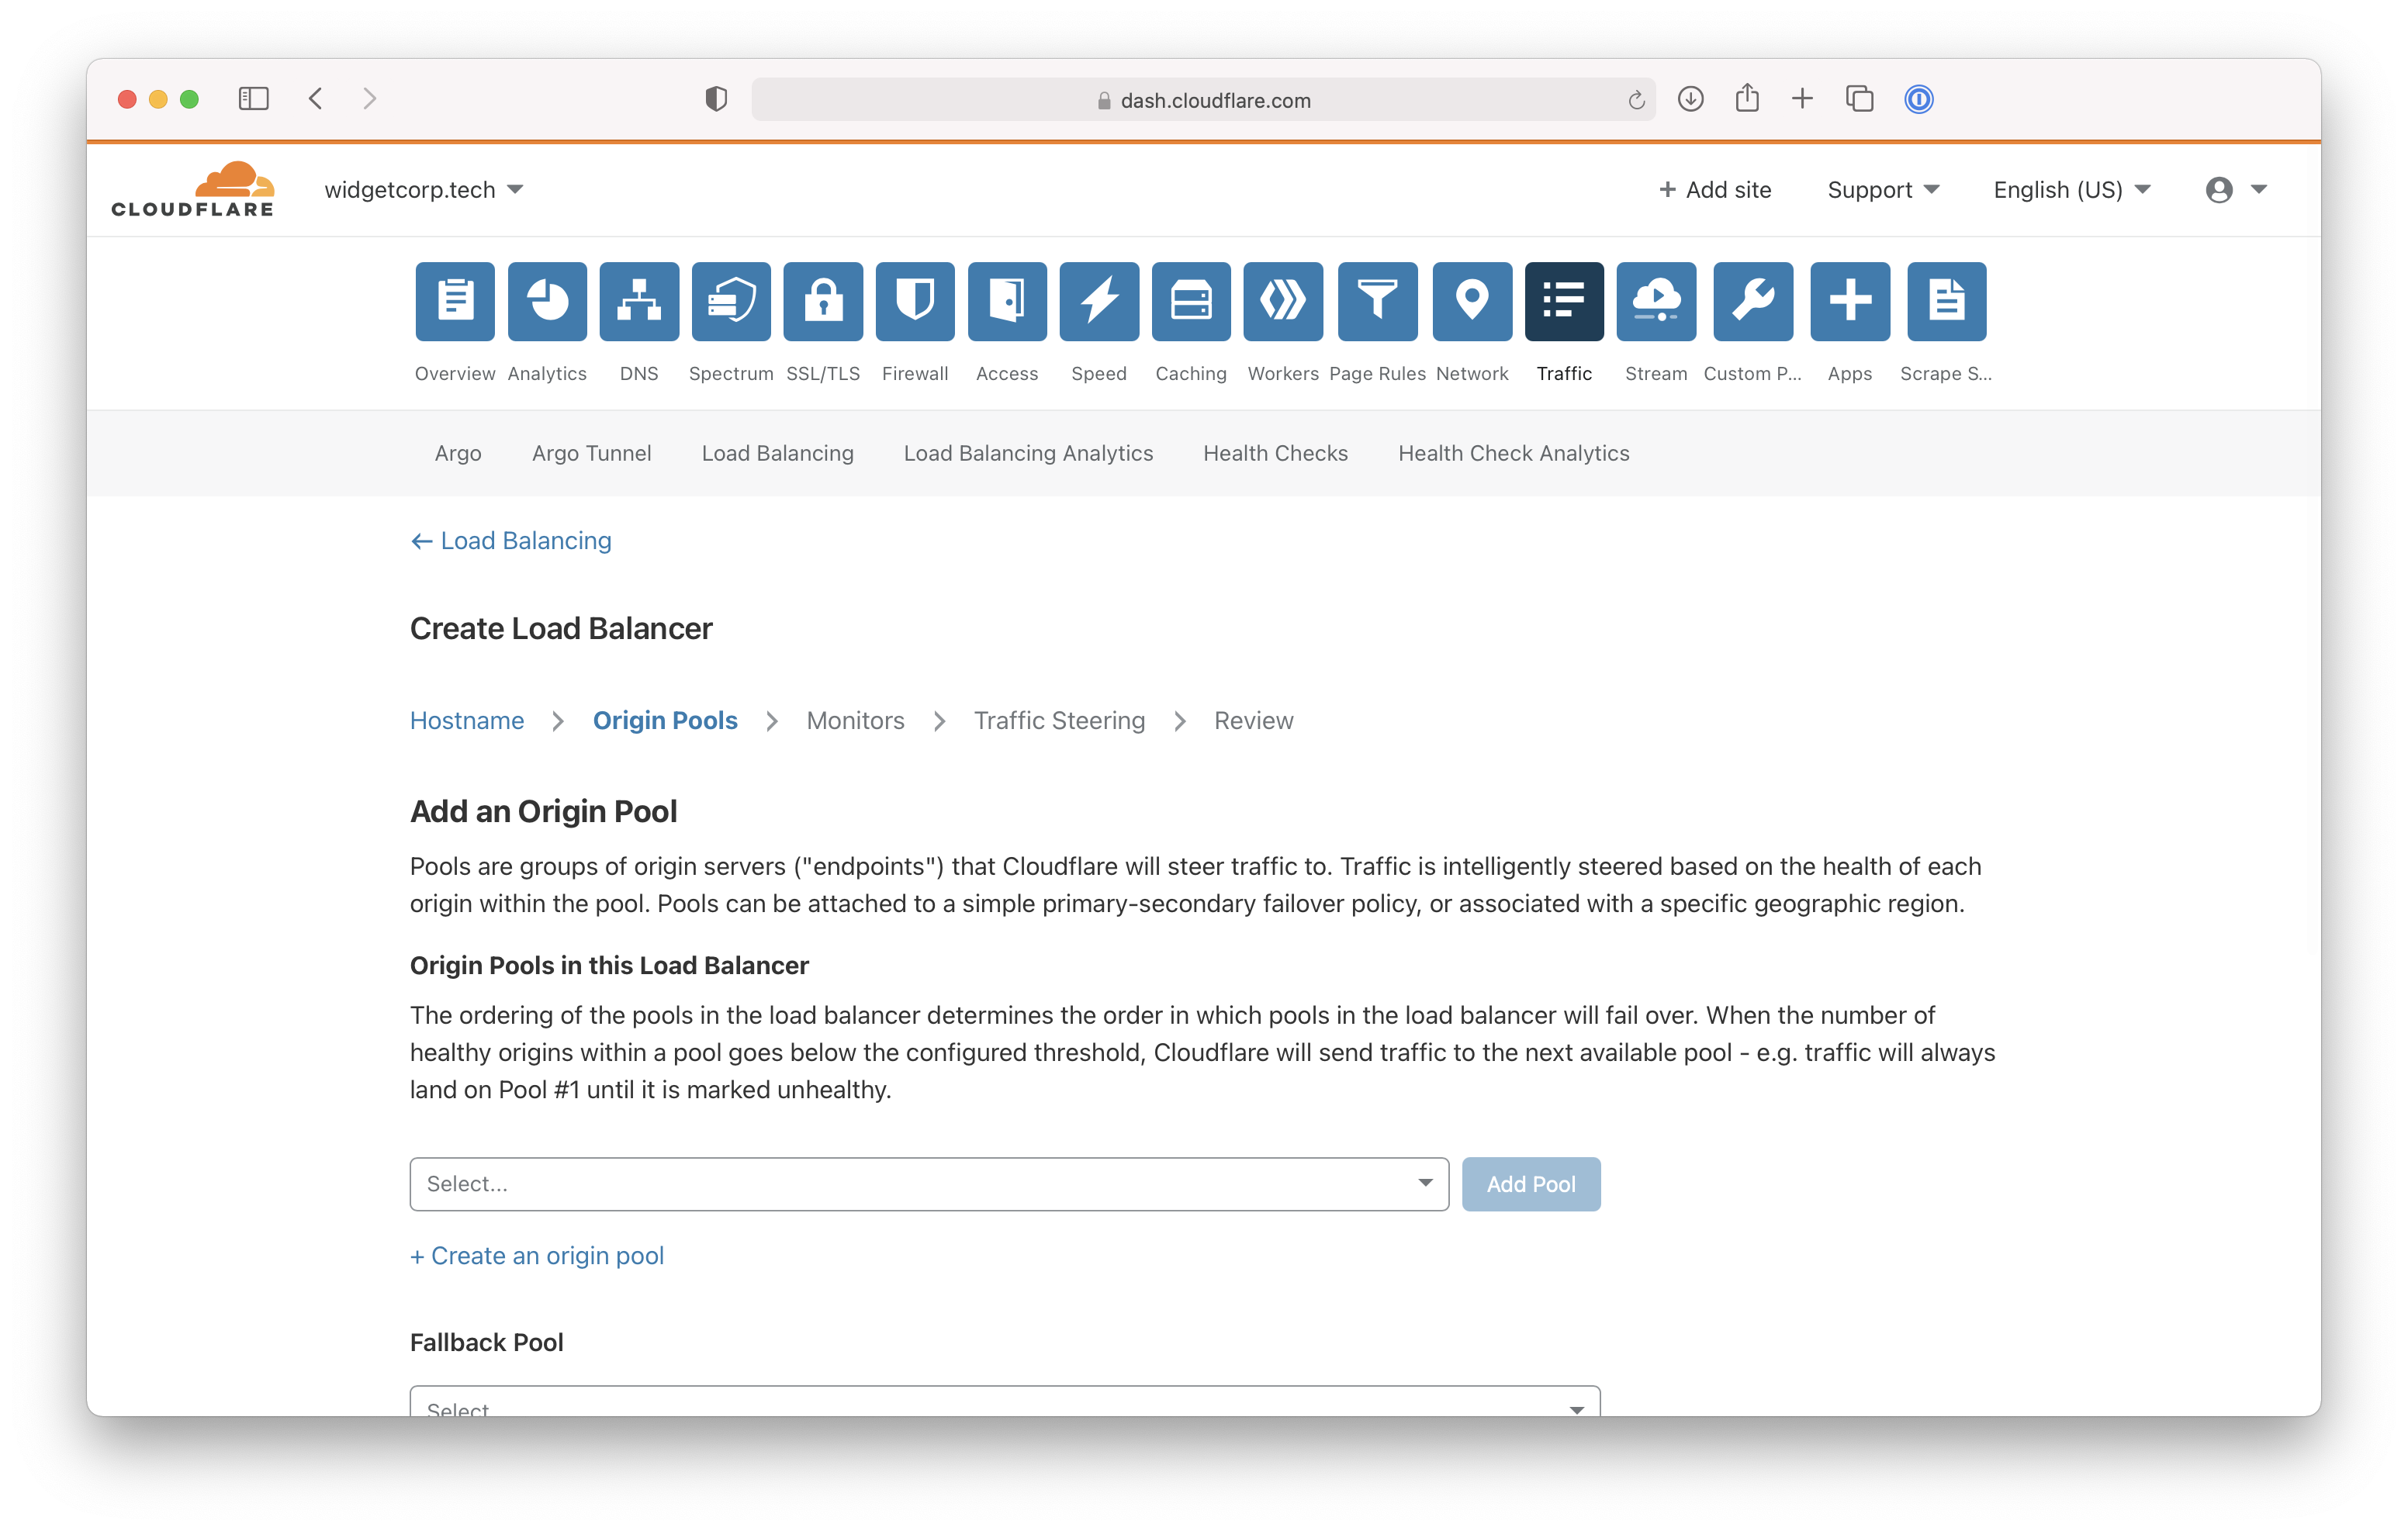 dash.cloudflare.com
CLOUDFLARE
widgetcorp.tech
+ Add site
Support
English (US)
Overview
Analytics
DNS
Spectrum
SSL/TLS
Firewall
Access
Speed
Caching
Workers
Page Rules
Network
Traffic
Stream
Custom P...
Apps
Scrape S...
Argo
Argo Tunnel
Load Balancing
Load Balancing Analytics
Health Checks
Health Check Analytics
← Load Balancing
Create Load Balancer
Hostname > Origin Pools > Monitors > Traffic Steering > Review
Add an Origin Pool
Pools are groups of origin servers ("endpoints") that Cloudflare will steer traffic to. Traffic is intelligently steered based on the health of each
origin within the pool. Pools can be attached to a simple primary-secondary failover policy, or associated with a specific geographic region.
Origin Pools in this Load Balancer
The ordering of the pools in the load balancer determines the order in which pools in the load balancer will fail over. When the number of
healthy origins within a pool goes below the configured threshold, Cloudflare will send traffic to the next available pool - e.g. traffic will always
land on Pool #1 until it is marked unhealthy.
Select...
Add Pool
+ Create an origin pool
Fallback Pool
Select